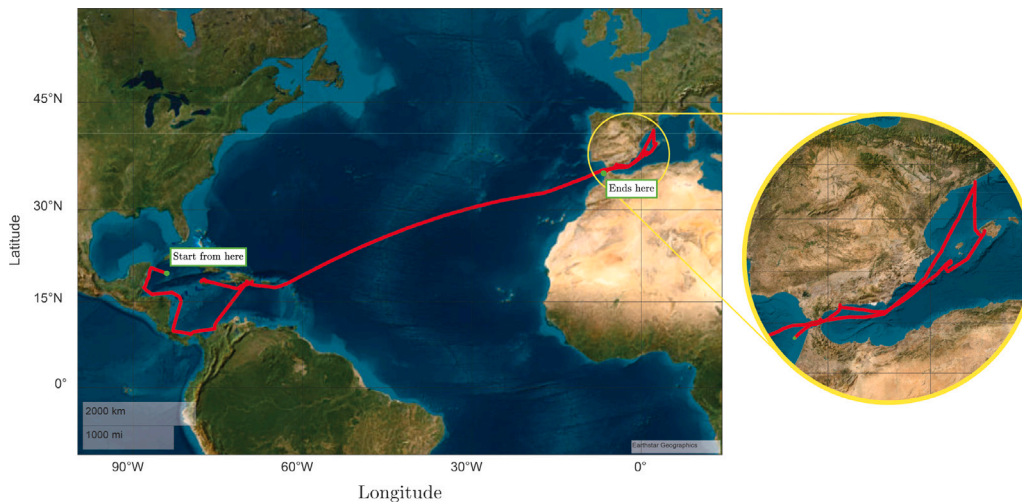 45°N
30°N
15°N
0°
Latitude
Start from here
Ends here
2000 km
1000 mi
Earthstar Geographics
90°W
60°W
30°W
0°
Longitude